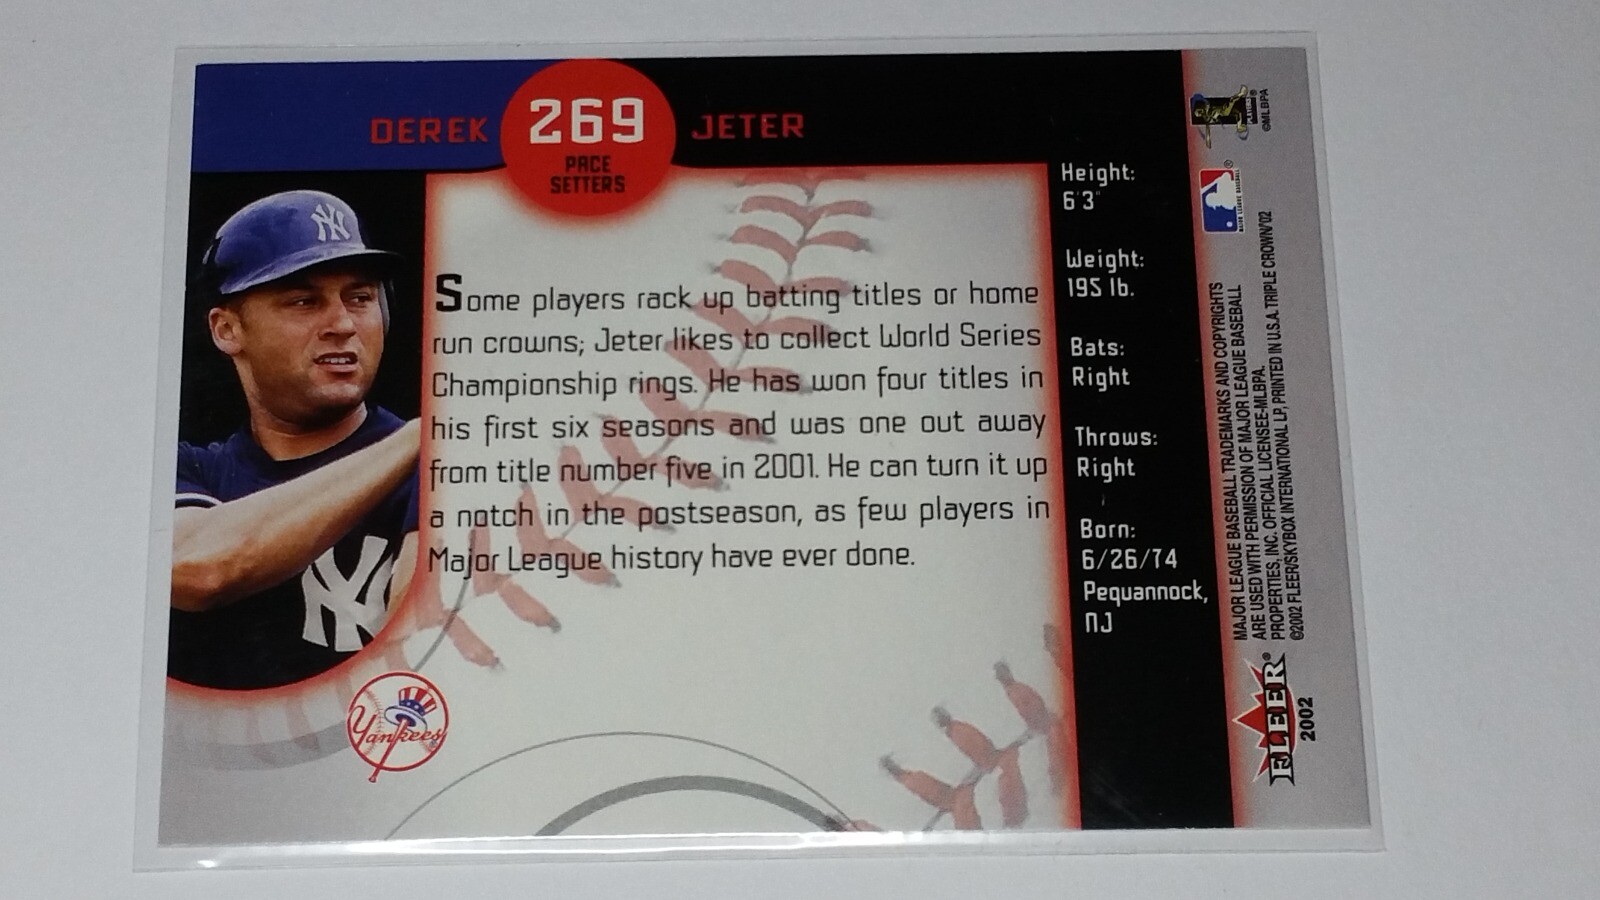 DEREK 269 JETER
PACE
SETTERS
NY
Some players rack up batting titles or home
run crowns; Jeter likes to collect World Series
Championship rings. He has won four titles in
his first six seasons and was one out away
from title number five in 2001. He can turn it up
a notch in the postseason, as few players in
Major League history have ever done.
NY
Yankees
Height:
6'3"
Weight:
195 lb.
Bats:
Right
Throws:
Right
Born:
6/26/74
Pequannock,
NJ
©MLBPA
MAJOR LEAGUE BASEBALL TRADEMARKS AND COPYRIGHTS
ARE USED WITH PERMISSION OF MAJOR LEAGUE BASEBALL
PROPERTIES, INC. OFFICIAL LICENSEE-MLBPA.
©2002 FLEER/SKYBOX INTERNATIONAL LP, PRINTED IN U.S.A. TRIPLE CROWN/'02
FLEER®
2002